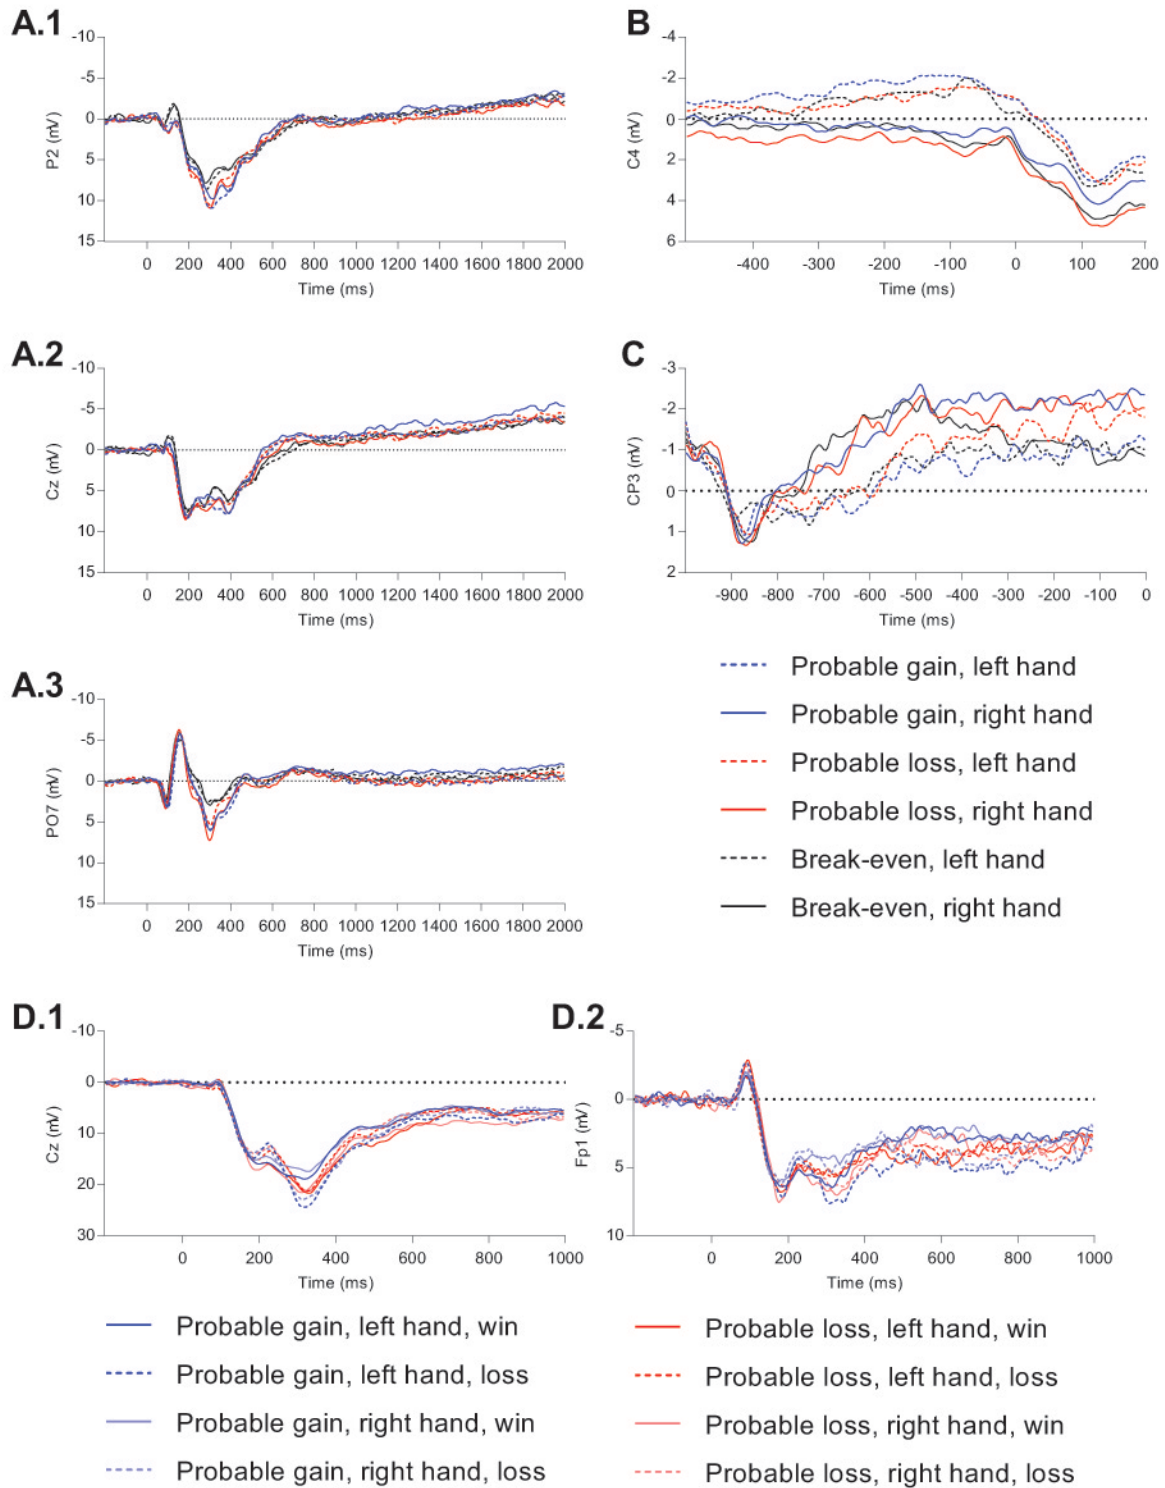 A.1
-10
-5
0
5
10
15
P2 (mV)
0 200 400 600 800 1000 1200 1400 1600 1800 2000
Time (ms)
B
-4
-2
0
2
4
6
C4 (mV)
-400 -300 -200 -100 0 100 200
Time (ms)
A.2
-10
-5
0
5
10
15
Cz (mV)
0 200 400 600 800 1000 1200 1400 1600 1800 2000
Time (ms)
C
-3
-2
-1
0
1
2
CP3 (mV)
-900 -800 -700 -600 -500 -400 -300 -200 -100 0
Time (ms)
A.3
-10
-5
0
5
10
15
PO7 (mV)
0 200 400 600 800 1000 1200 1400 1600 1800 2000
Time (ms)
Probable gain, left hand
Probable gain, right hand
Probable loss, left hand
Probable loss, right hand
Break-even, left hand
Break-even, right hand
D.1
-10
0
10
20
30
Cz (mV)
0 200 400 600 800 1000
Time (ms)
D.2
-5
0
5
10
Fp1 (mV)
0 200 400 600 800 1000
Time (ms)
Probable gain, left hand, win
Probable gain, left hand, loss
Probable gain, right hand, win
Probable gain, right hand, loss
Probable loss, left hand, win
Probable loss, left hand, loss
Probable loss, right hand, win
Probable loss, right hand, loss